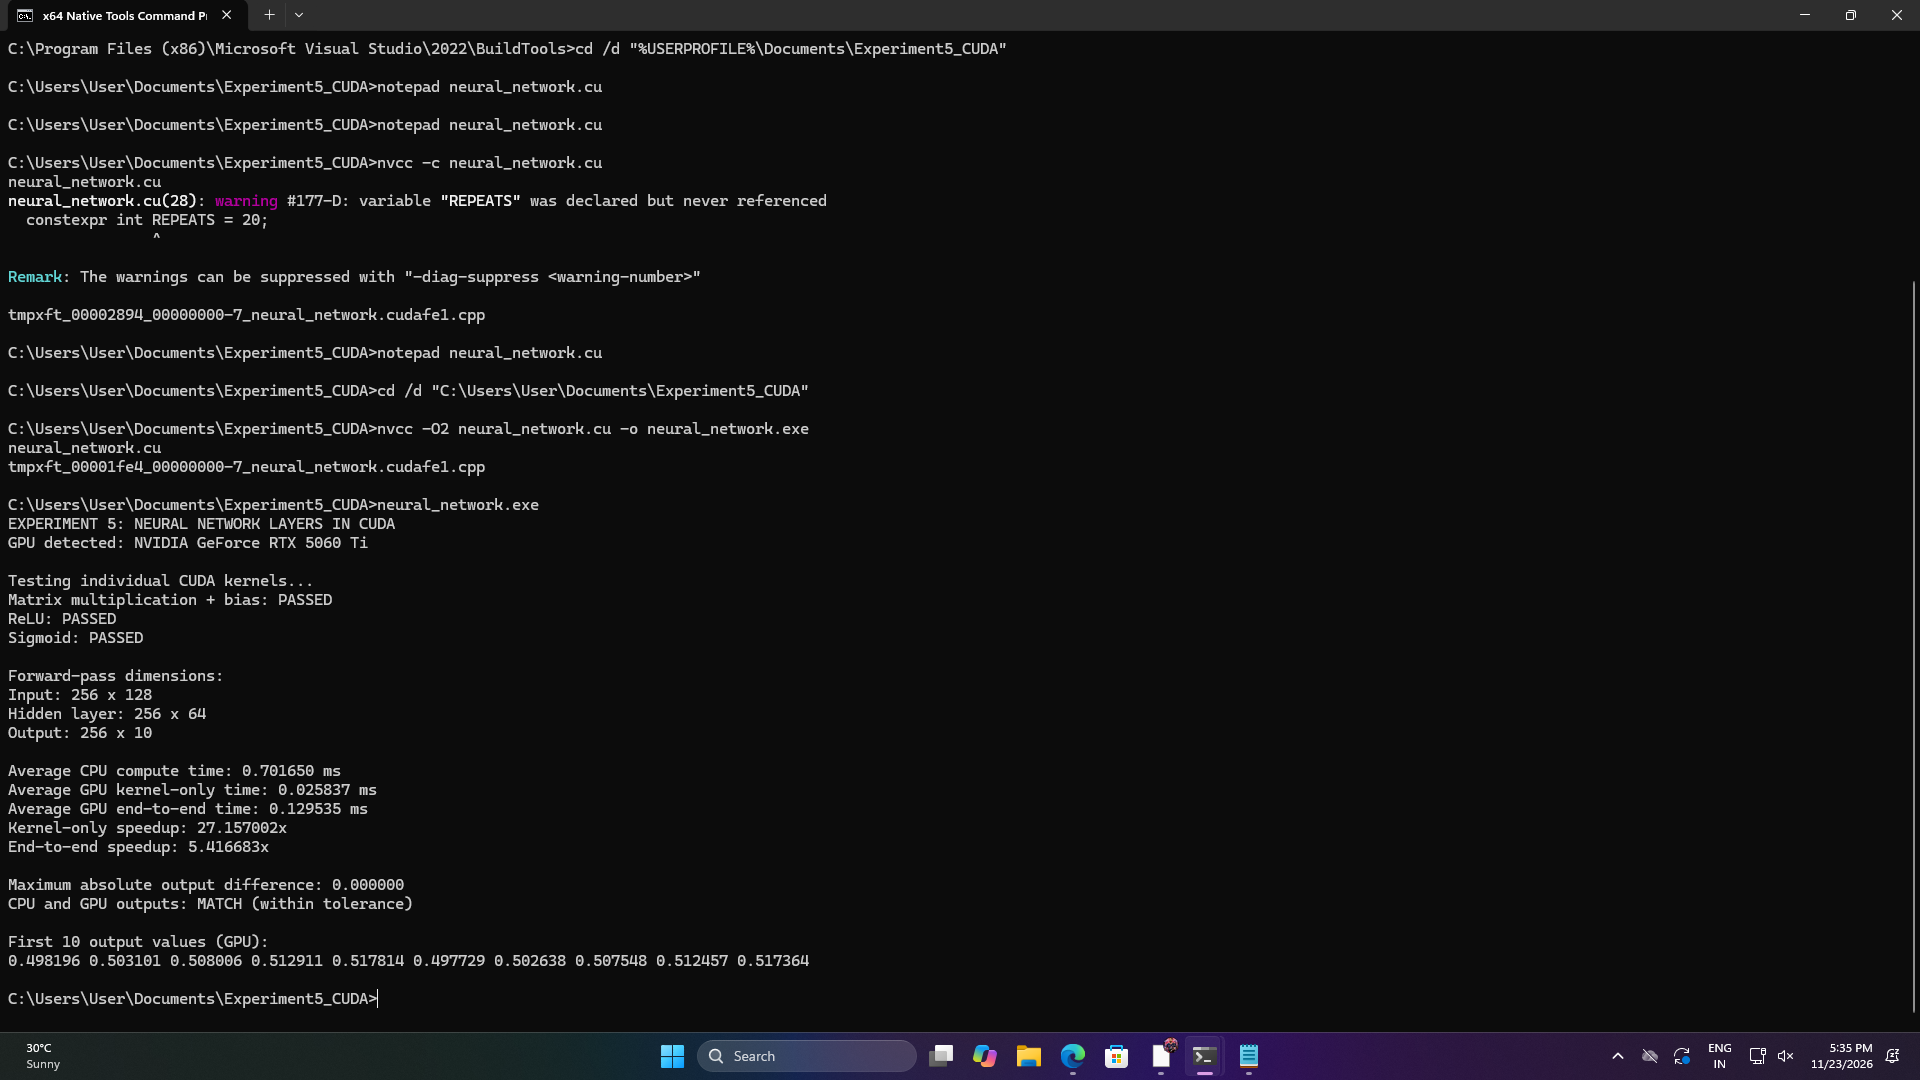 x64 Native Tools Command P
C:\Program Files (x86)\Microsoft Visual Studio\2022\BuildTools>cd /d "%USERPROFILE%\Documents\Experiment5_CUDA"
C:\Users\User\Documents\Experiment5_CUDA>notepad neural_network.cu
C:\Users\User\Documents\Experiment5_CUDA>notepad neural_network.cu
C:\Users\User\Documents\Experiment5_CUDA>nvcc -c neural_network.cu
neural_network.cu
neural_network.cu(28): warning #177-D: variable "REPEATS" was declared but never referenced
constexpr int REPEATS = 20;
^
Remark: The warnings can be suppressed with "-diag-suppress <warning-number>"
tmpxft_00002894_00000000-7_neural_network.cudafe1.cpp
C:\Users\User\Documents\Experiment5_CUDA>notepad neural_network.cu
C:\Users\User\Documents\Experiment5_CUDA>cd /d "C:\Users\User\Documents\Experiment5_CUDA"
C:\Users\User\Documents\Experiment5_CUDA>nvcc -O2 neural_network.cu -o neural_network.exe
neural_network.cu
tmpxft_00001fe4_00000000-7_neural_network.cudafe1.cpp
C:\Users\User\Documents\Experiment5_CUDA>neural_network.exe
EXPERIMENT 5: NEURAL NETWORK LAYERS IN CUDA
GPU detected: NVIDIA GeForce RTX 5060 Ti
Testing individual CUDA kernels...
Matrix multiplication + bias: PASSED
ReLU: PASSED
Sigmoid: PASSED
Forward-pass dimensions:
Input: 256 x 128
Hidden layer: 256 x 64
Output: 256 x 10
Average CPU compute time: 0.701650 ms
Average GPU kernel-only time: 0.025837 ms
Average GPU end-to-end time: 0.129535 ms
Kernel-only speedup: 27.157002x
End-to-end speedup: 5.416683x
Maximum absolute output difference: 0.000000
CPU and GPU outputs: MATCH (within tolerance)
First 10 output values (GPU):
0.498196 0.503101 0.508006 0.512911 0.517814 0.497729 0.502638 0.507548 0.512457 0.517364
C:\Users\User\Documents\Experiment5_CUDA>
30°C
Sunny
Search
ENG
IN
5:35 PM
11/23/2026